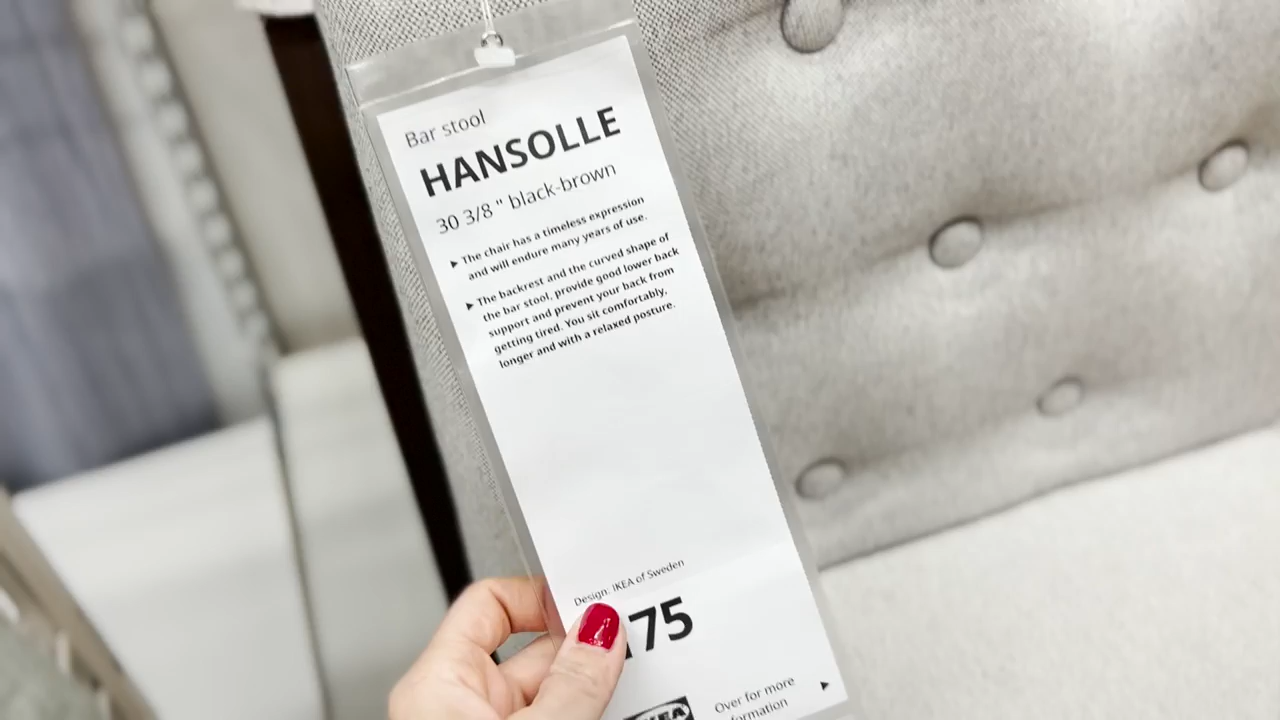 Bar stool
HANSOLLE
30 3/8 " black-brown
▸ The chair has a timeless expression
and will endure many years of use.
▸ The backrest and the curved shape of
the bar stool, provide good lower back
support and prevent your back from
getting tired. You sit comfortably,
longer and with a relaxed posture.
Design: IKEA of Sweden
175
IKEA
Over for more
information